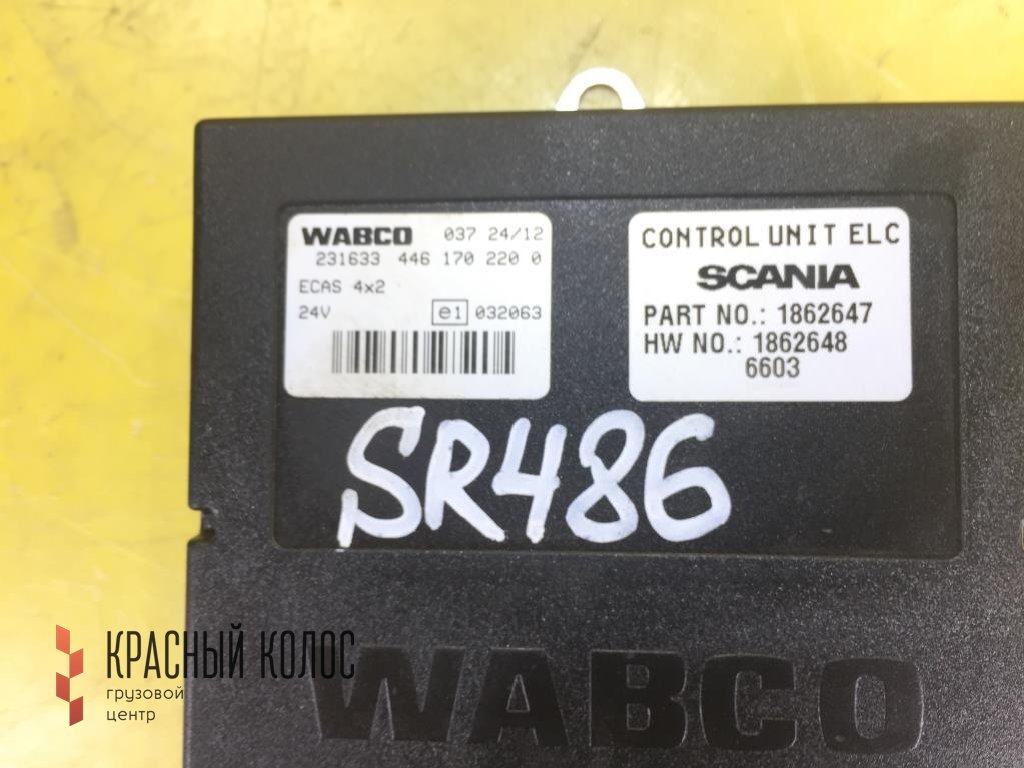 WABCO 037 24/12
231633 446 170 220 0
ECAS 4x2
24V e1 032063
CONTROL UNIT ELC
SCANIA
PART NO.: 1862647
HW NO.: 1862648
6603
SR486
WABCO
КРАСНЫЙ КОЛОС
грузовой
центр